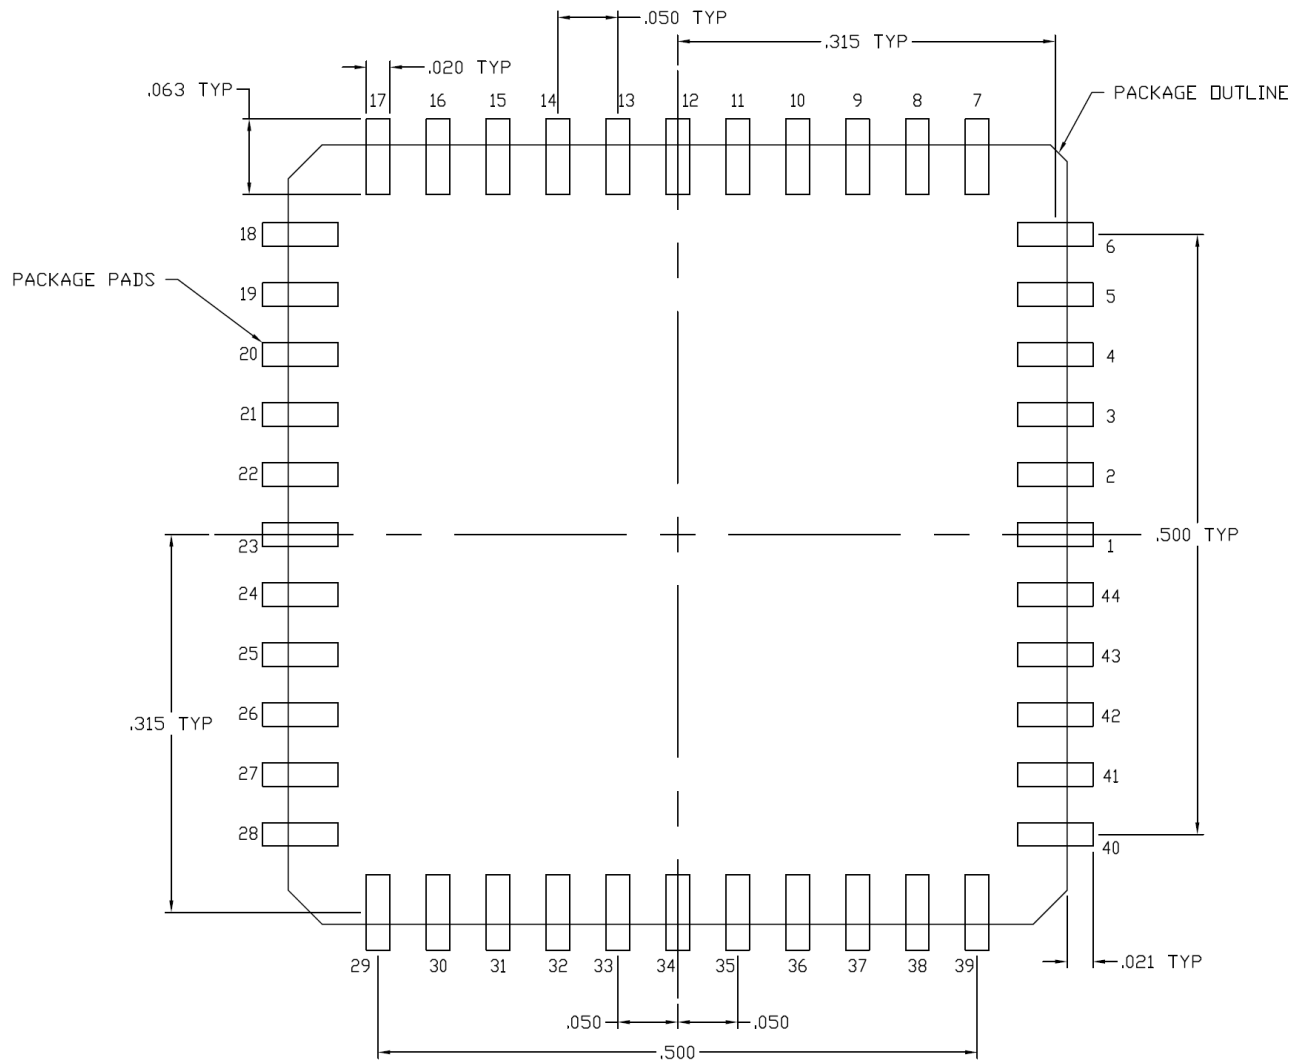 .050 TYP
.315 TYP
.020 TYP
.063 TYP
PACKAGE OUTLINE
17 16 15 14 13 12 11 10 9 8 7
18
6
PACKAGE PADS
19
5
20
4
21
3
22
2
23
1
.500 TYP
24
44
25
43
26
42
.315 TYP
27
41
28
40
29 30 31 32 33 34 35 36 37 38 39
.021 TYP
.050
.050
.500